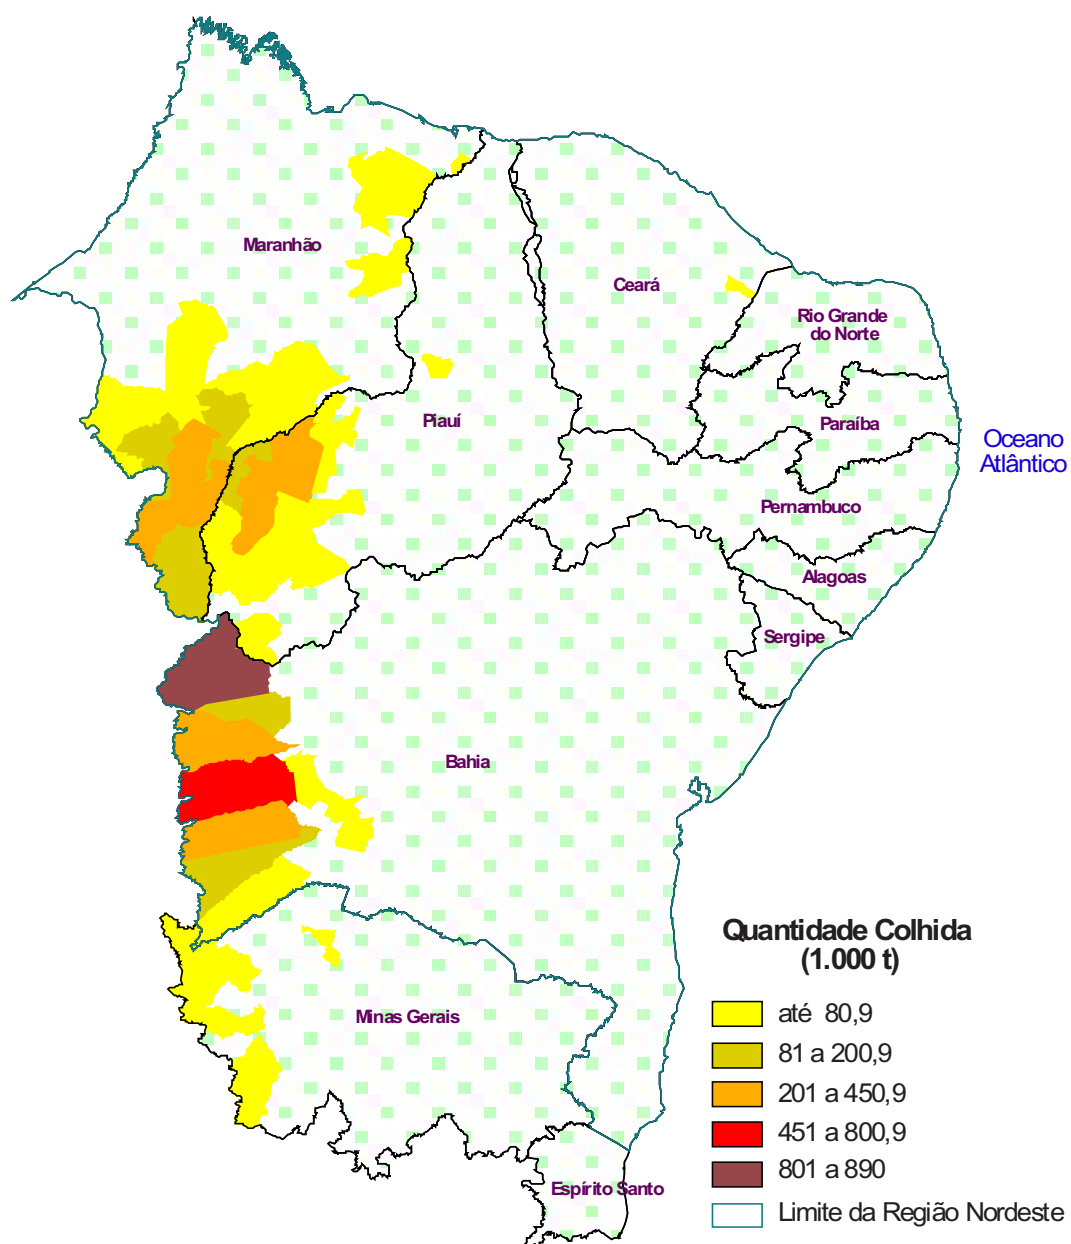 Maranhão
Ceará
Rio Grande
do Norte
Piauí
Paraíba
Oceano
Atlântico
Pernambuco
Alagoas
Sergipe
Bahia
Minas Gerais
Espírito Santo
Quantidade Colhida
(1.000 t)
até 80,9
81 a 200,9
201 a 450,9
451 a 800,9
801 a 890
Limite da Região Nordeste